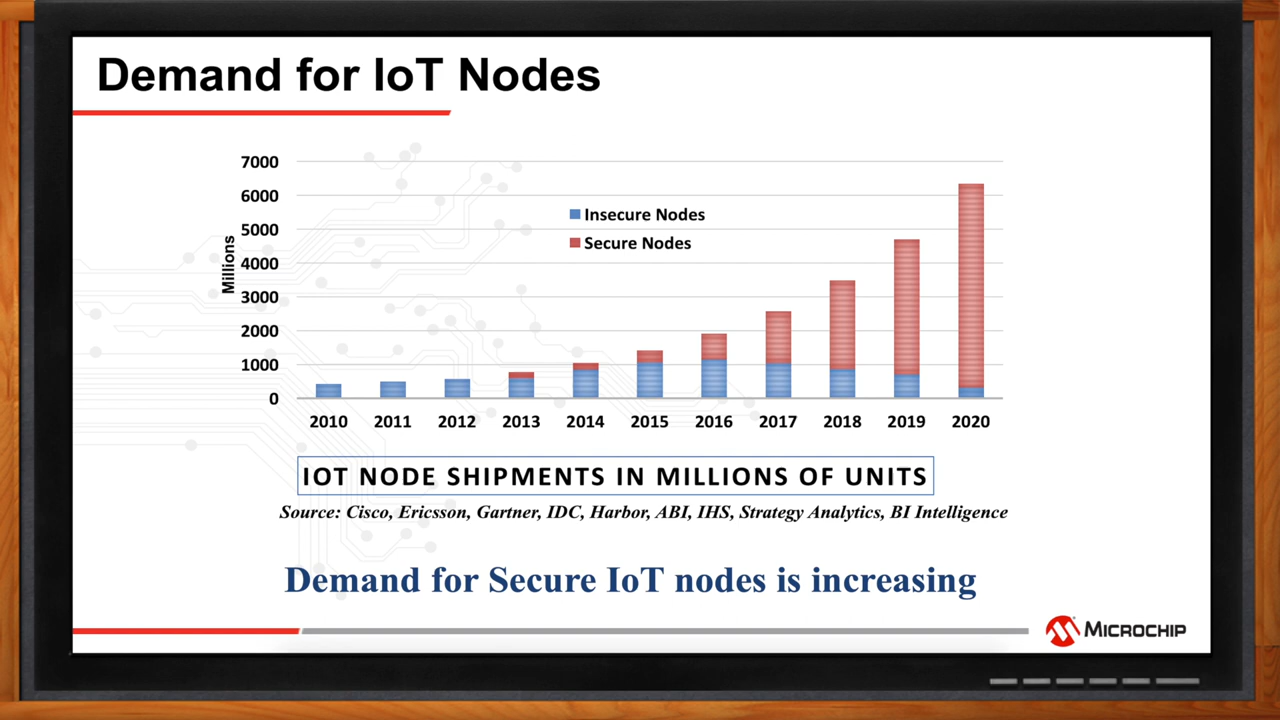 Demand for IoT Nodes
7000
6000
5000
4000
3000
2000
1000
0
Millions
Insecure Nodes
Secure Nodes
2010 2011 2012 2013 2014 2015 2016 2017 2018 2019 2020
IOT NODE SHIPMENTS IN MILLIONS OF UNITS
Source: Cisco, Ericsson, Gartner, IDC, Harbor, ABI, IHS, Strategy Analytics, BI Intelligence
Demand for Secure IoT nodes is increasing
MICROCHIP